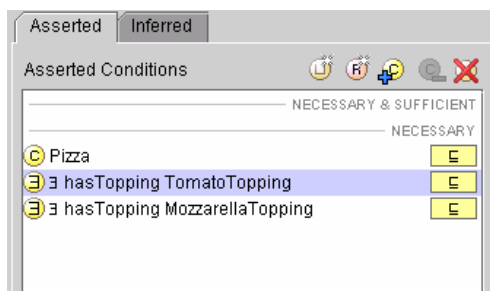 Asserted Inferred
Asserted Conditions
NECESSARY & SUFFICIENT
NECESSARY
C Pizza ⊑
∃ ∃ hasTopping TomatoTopping ⊑
∃ ∃ hasTopping MozzarellaTopping ⊑